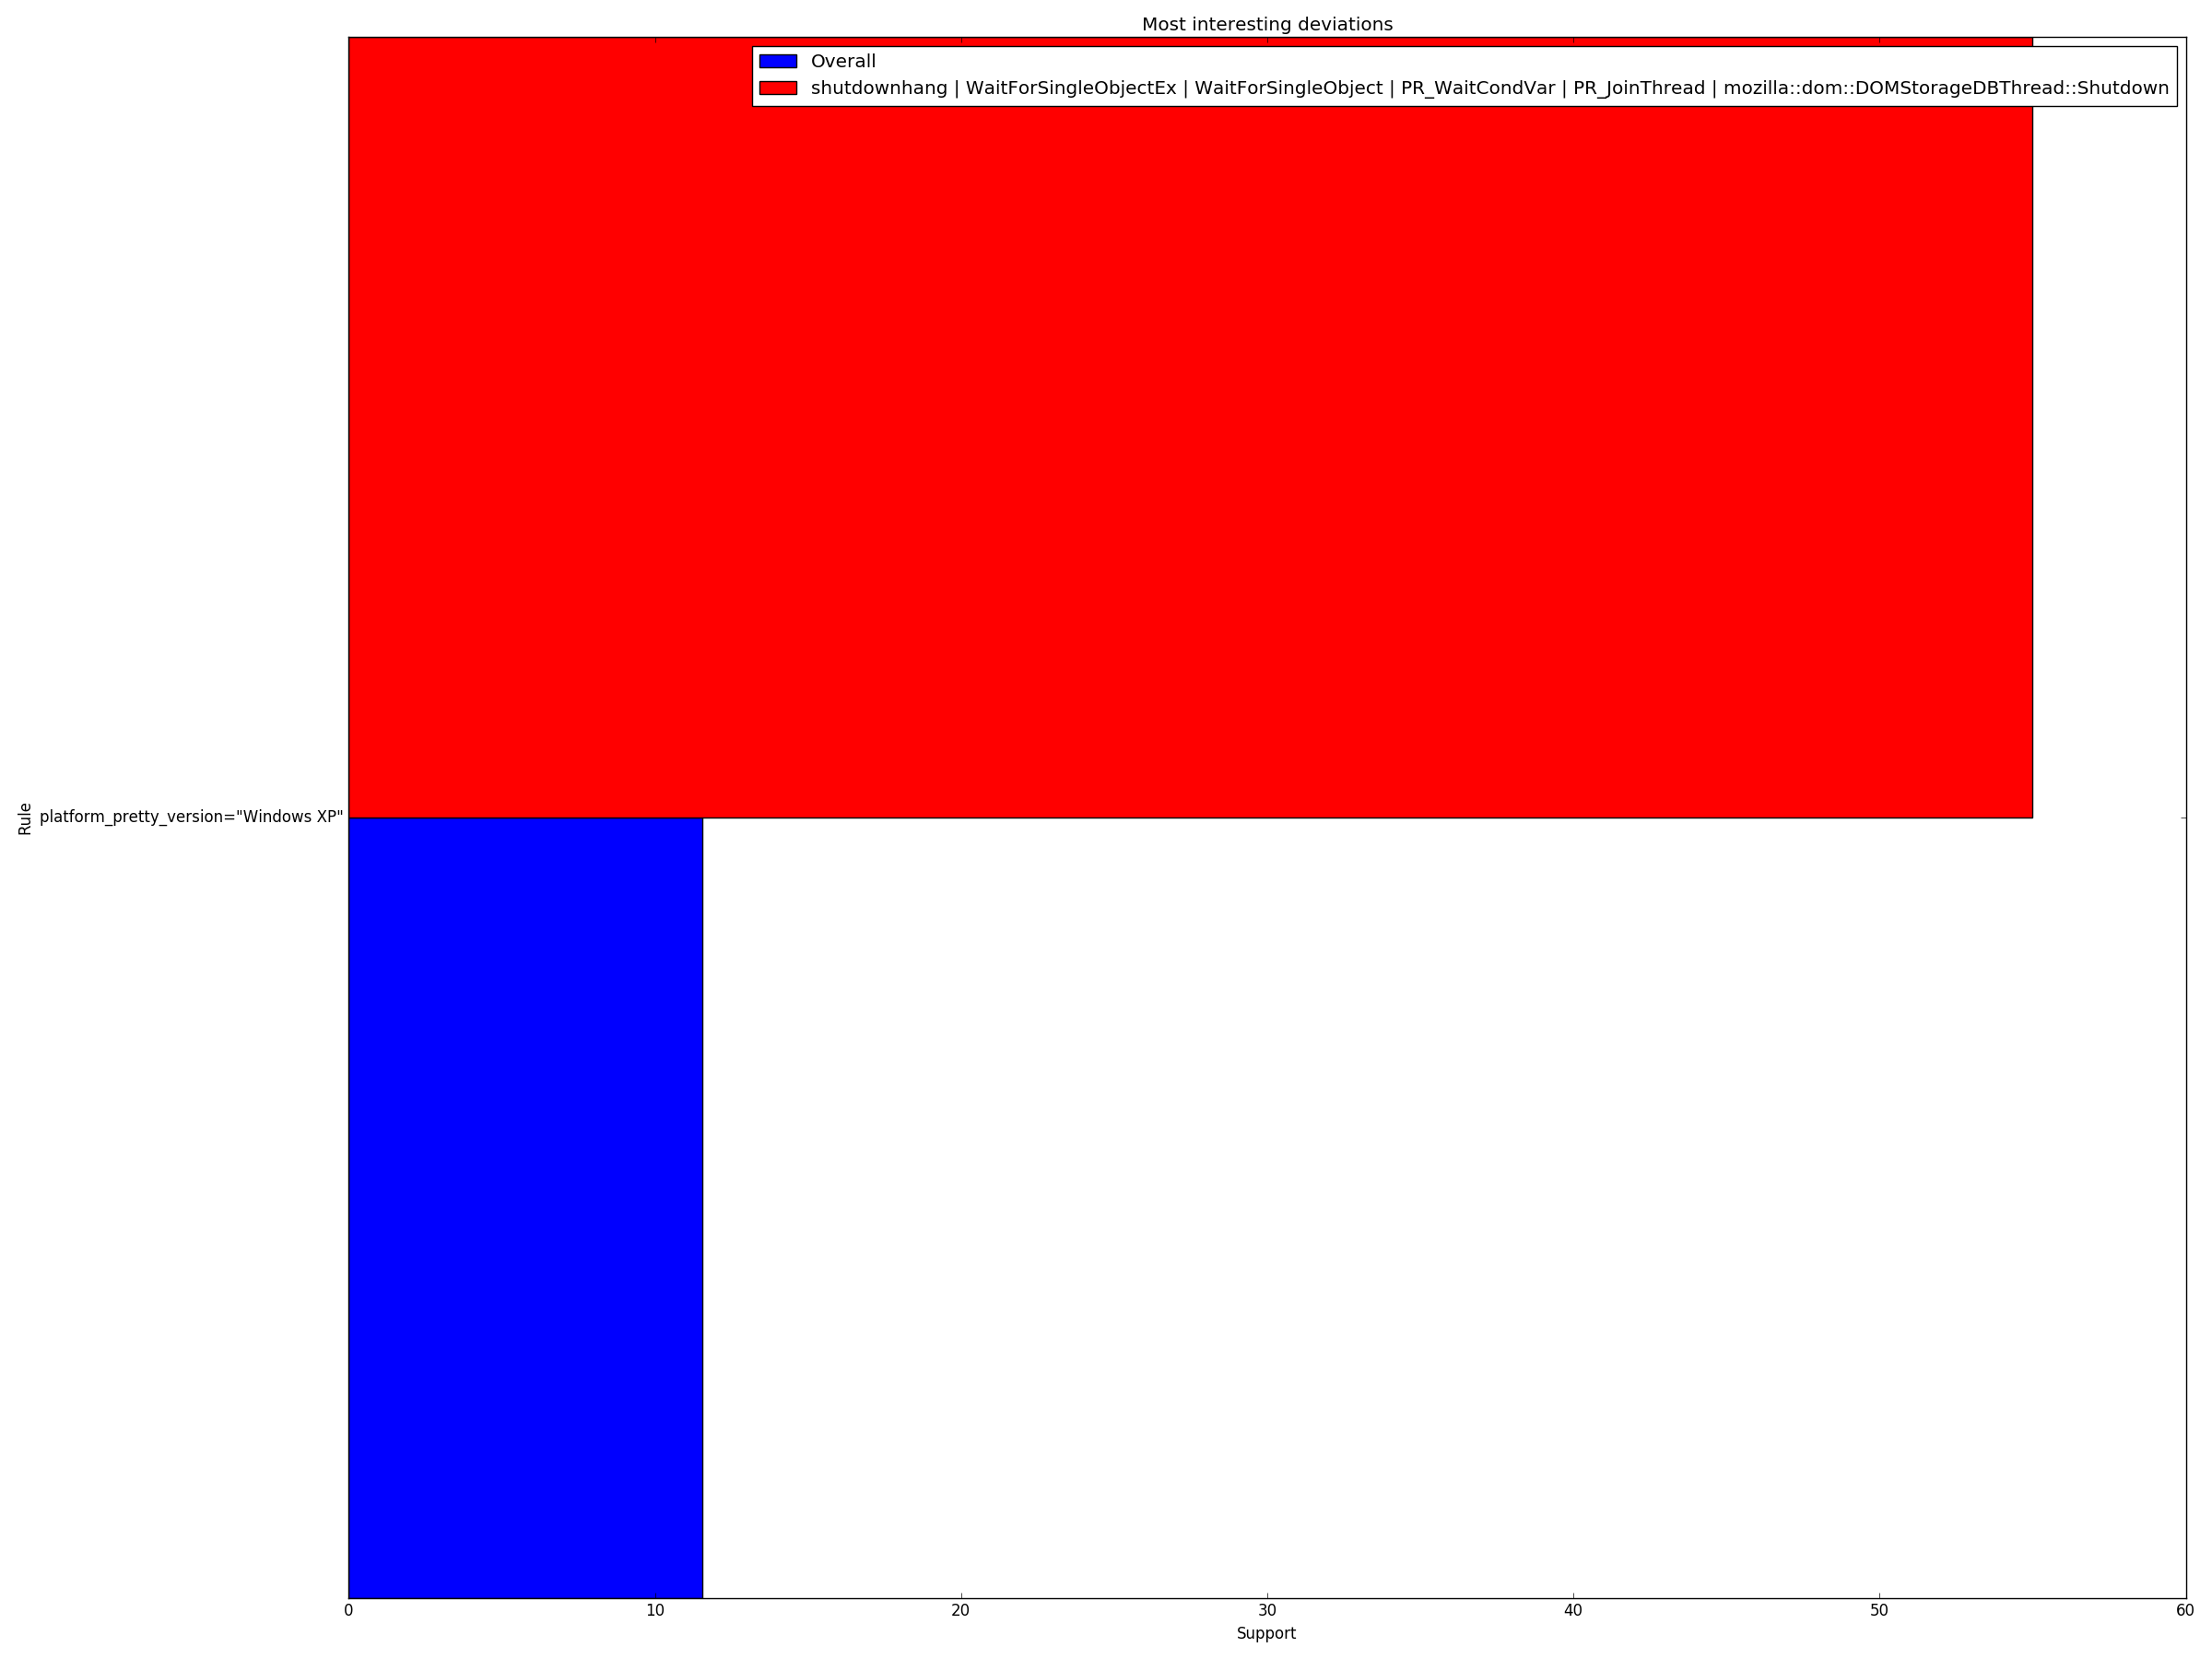 Most interesting deviations
Overall
shutdownhang | WaitForSingleObjectEx | WaitForSingleObject | PR_WaitCondVar | PR_JoinThread | mozilla::dom::DOMStorageDBThread::Shutdown
Rule
platform_pretty_version="Windows XP"
0 10 20 30 40 50 60
Support